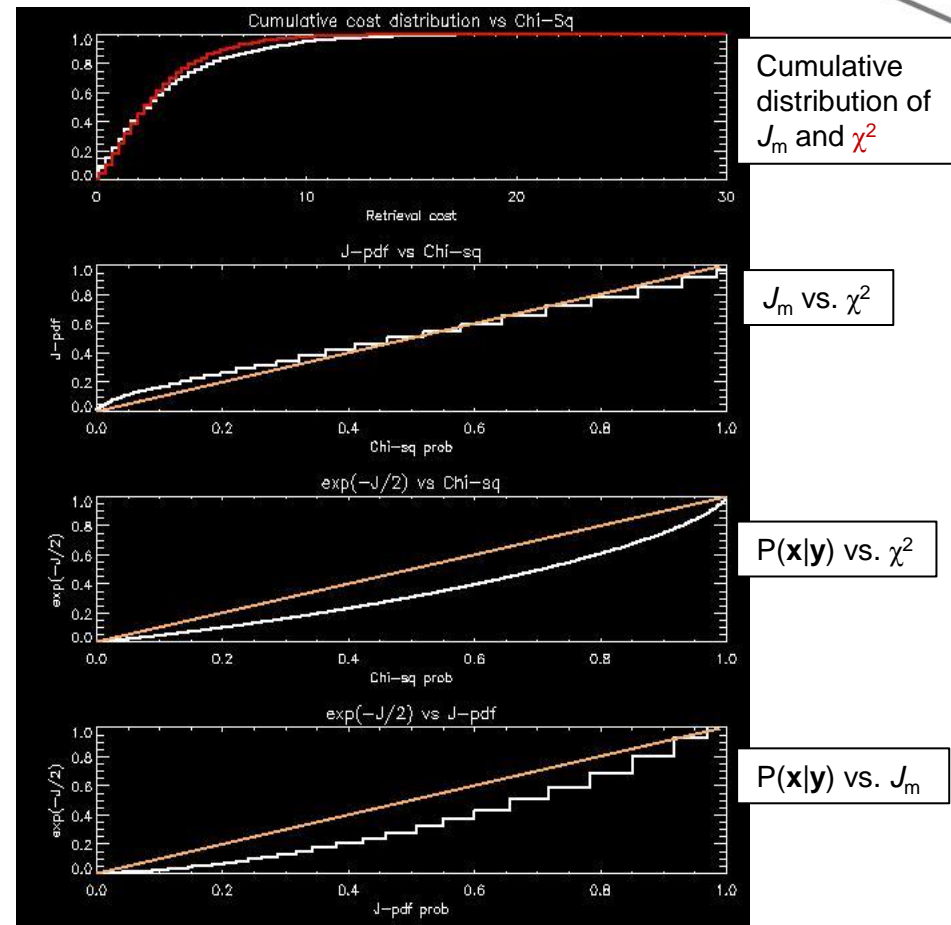 Cumulative cost distribution vs Chi-Sq
1.0
0.8
0.6
0.4
0.2
0.0
0 10 20 30
Retrieval cost
Cumulative
distribution of
Jm and χ2
J-pdf vs Chi-sq
J-pdf
1.0
0.8
0.6
0.4
0.2
0.0
0.0 0.2 0.4 0.6 0.8 1.0
Chi-sq prob
Jm vs. χ2
exp(-J/2) vs Chi-sq
exp(-J/2)
1.0
0.8
0.6
0.4
0.2
0.0
0.0 0.2 0.4 0.6 0.8 1.0
Chi-sq prob
P(x|y) vs. χ2
exp(-J/2) vs J-pdf
exp(-J/2)
1.0
0.8
0.6
0.4
0.2
0.0
0.0 0.2 0.4 0.6 0.8 1.0
J-pdf prob
P(x|y) vs. Jm